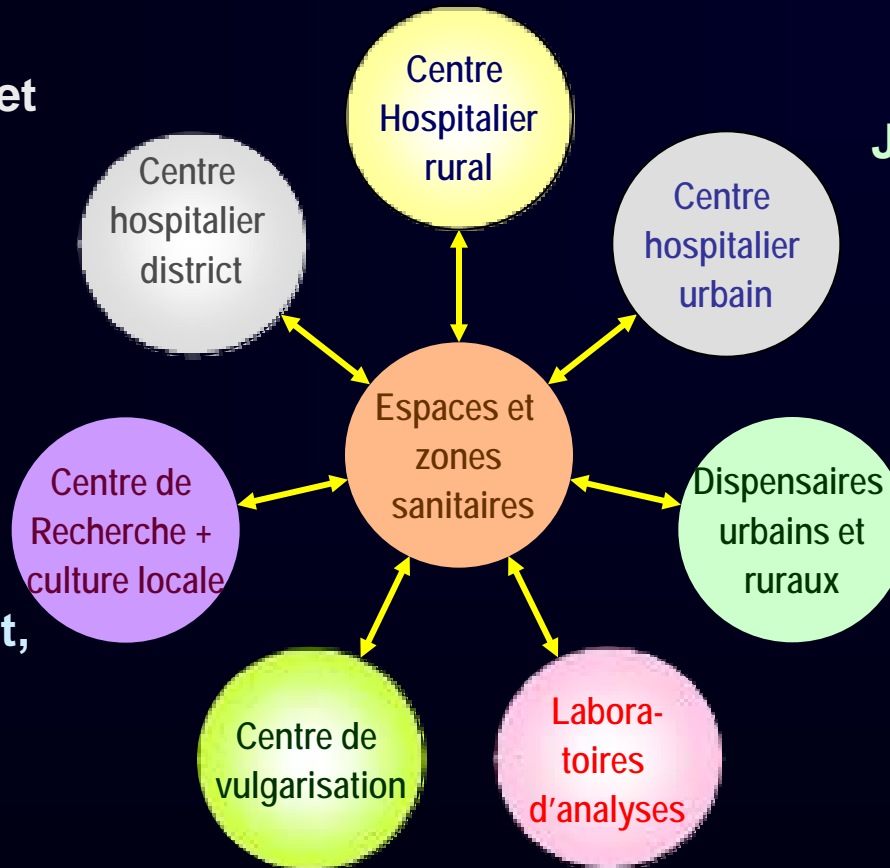 et
J
Centre
Hospitalier
rural
Centre
hospitalier
district
Centre
hospitalier
urbain
Espaces et
zones
sanitaires
Centre de
Recherche +
culture locale
Dispensaires
urbains et
ruraux
t,
Centre de
vulgarisation
Labora-
toires
d'analyses